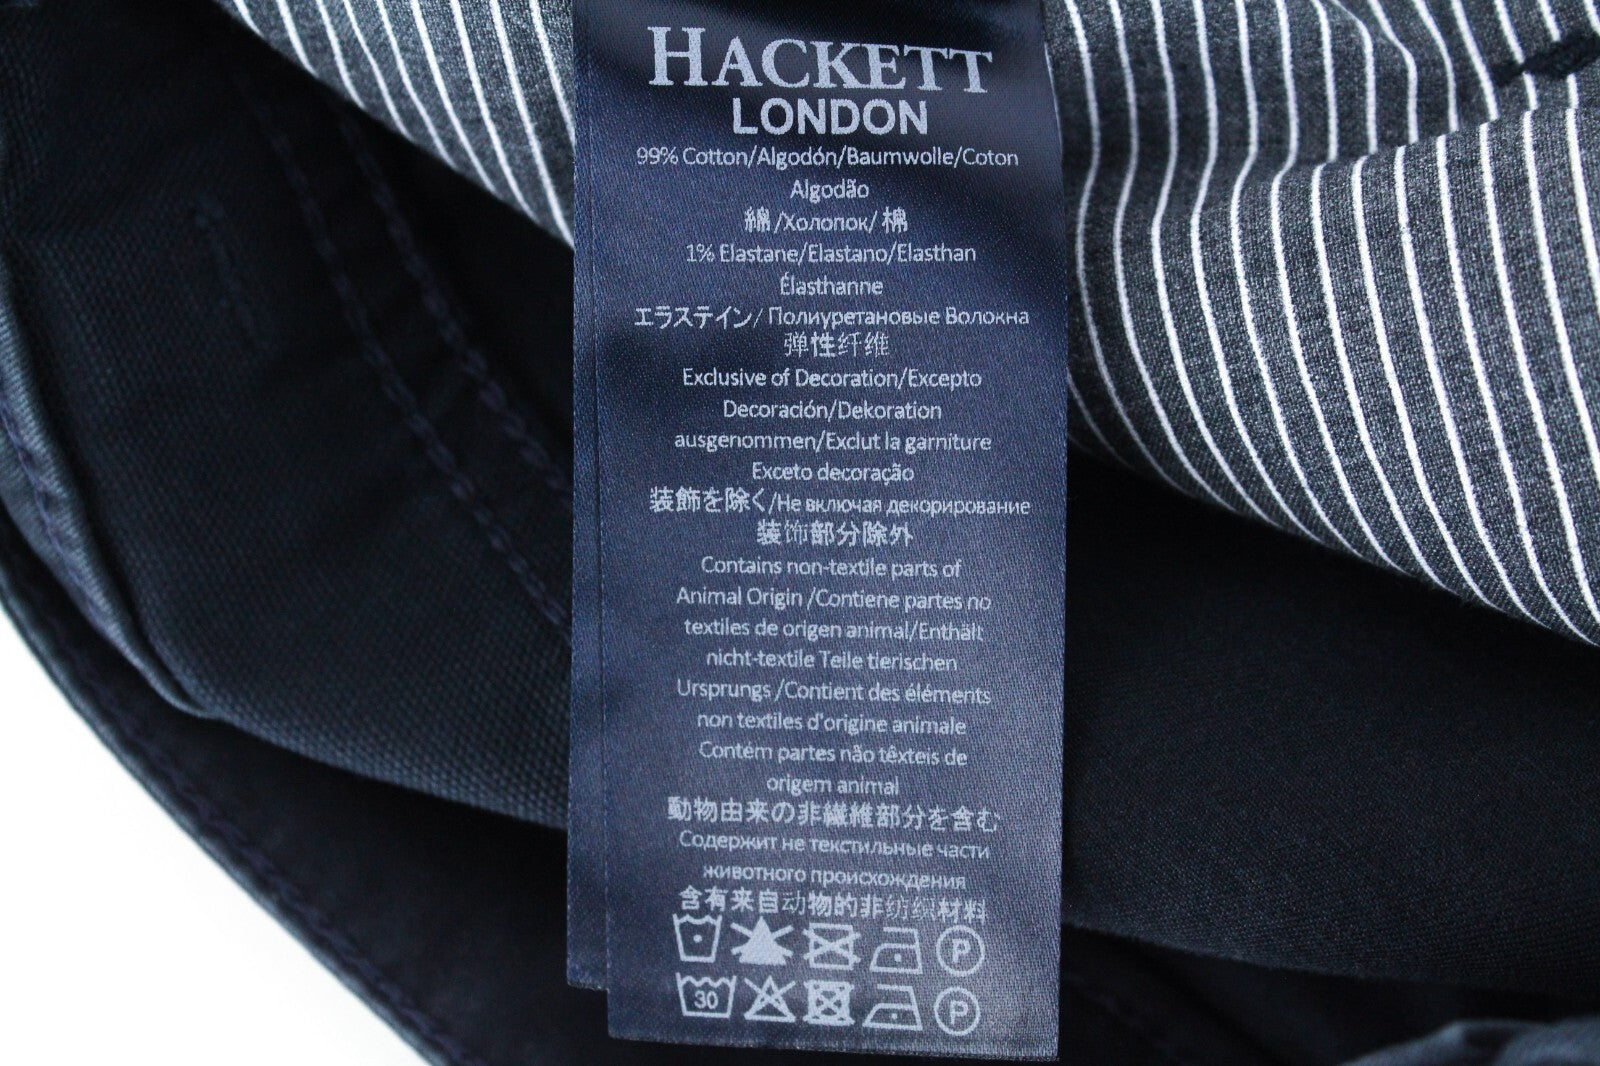 HACKETT
LONDON
99% Cotton/Algodón/Baumwolle/Coton
Algodão
綿/Холопок/ 棉
1% Elastane/Elastano/Elasthan
Élasthanne
エラステイン/ Полиуретановые Волокна
弹性纤维
Exclusive of Decoration/Excepto
Decoración/Dekoration
ausgenommen/Exclut la garniture
Exceto decoração
装飾を除く/Не включая декорирование
装饰部分除外
Contains non-textile parts of
Animal Origin /Contiene partes no
textiles de origen animal/Enthält
nicht-textile Teile tierischen
Ursprungs /Contient des éléments
non textiles d'origine animale
Contém partes não têxteis de
origem animal
動物由来の非繊維部分を含む
Содержит не текстильные части
животного происхождения
含有来自动物的非纺织材料
P
30 P